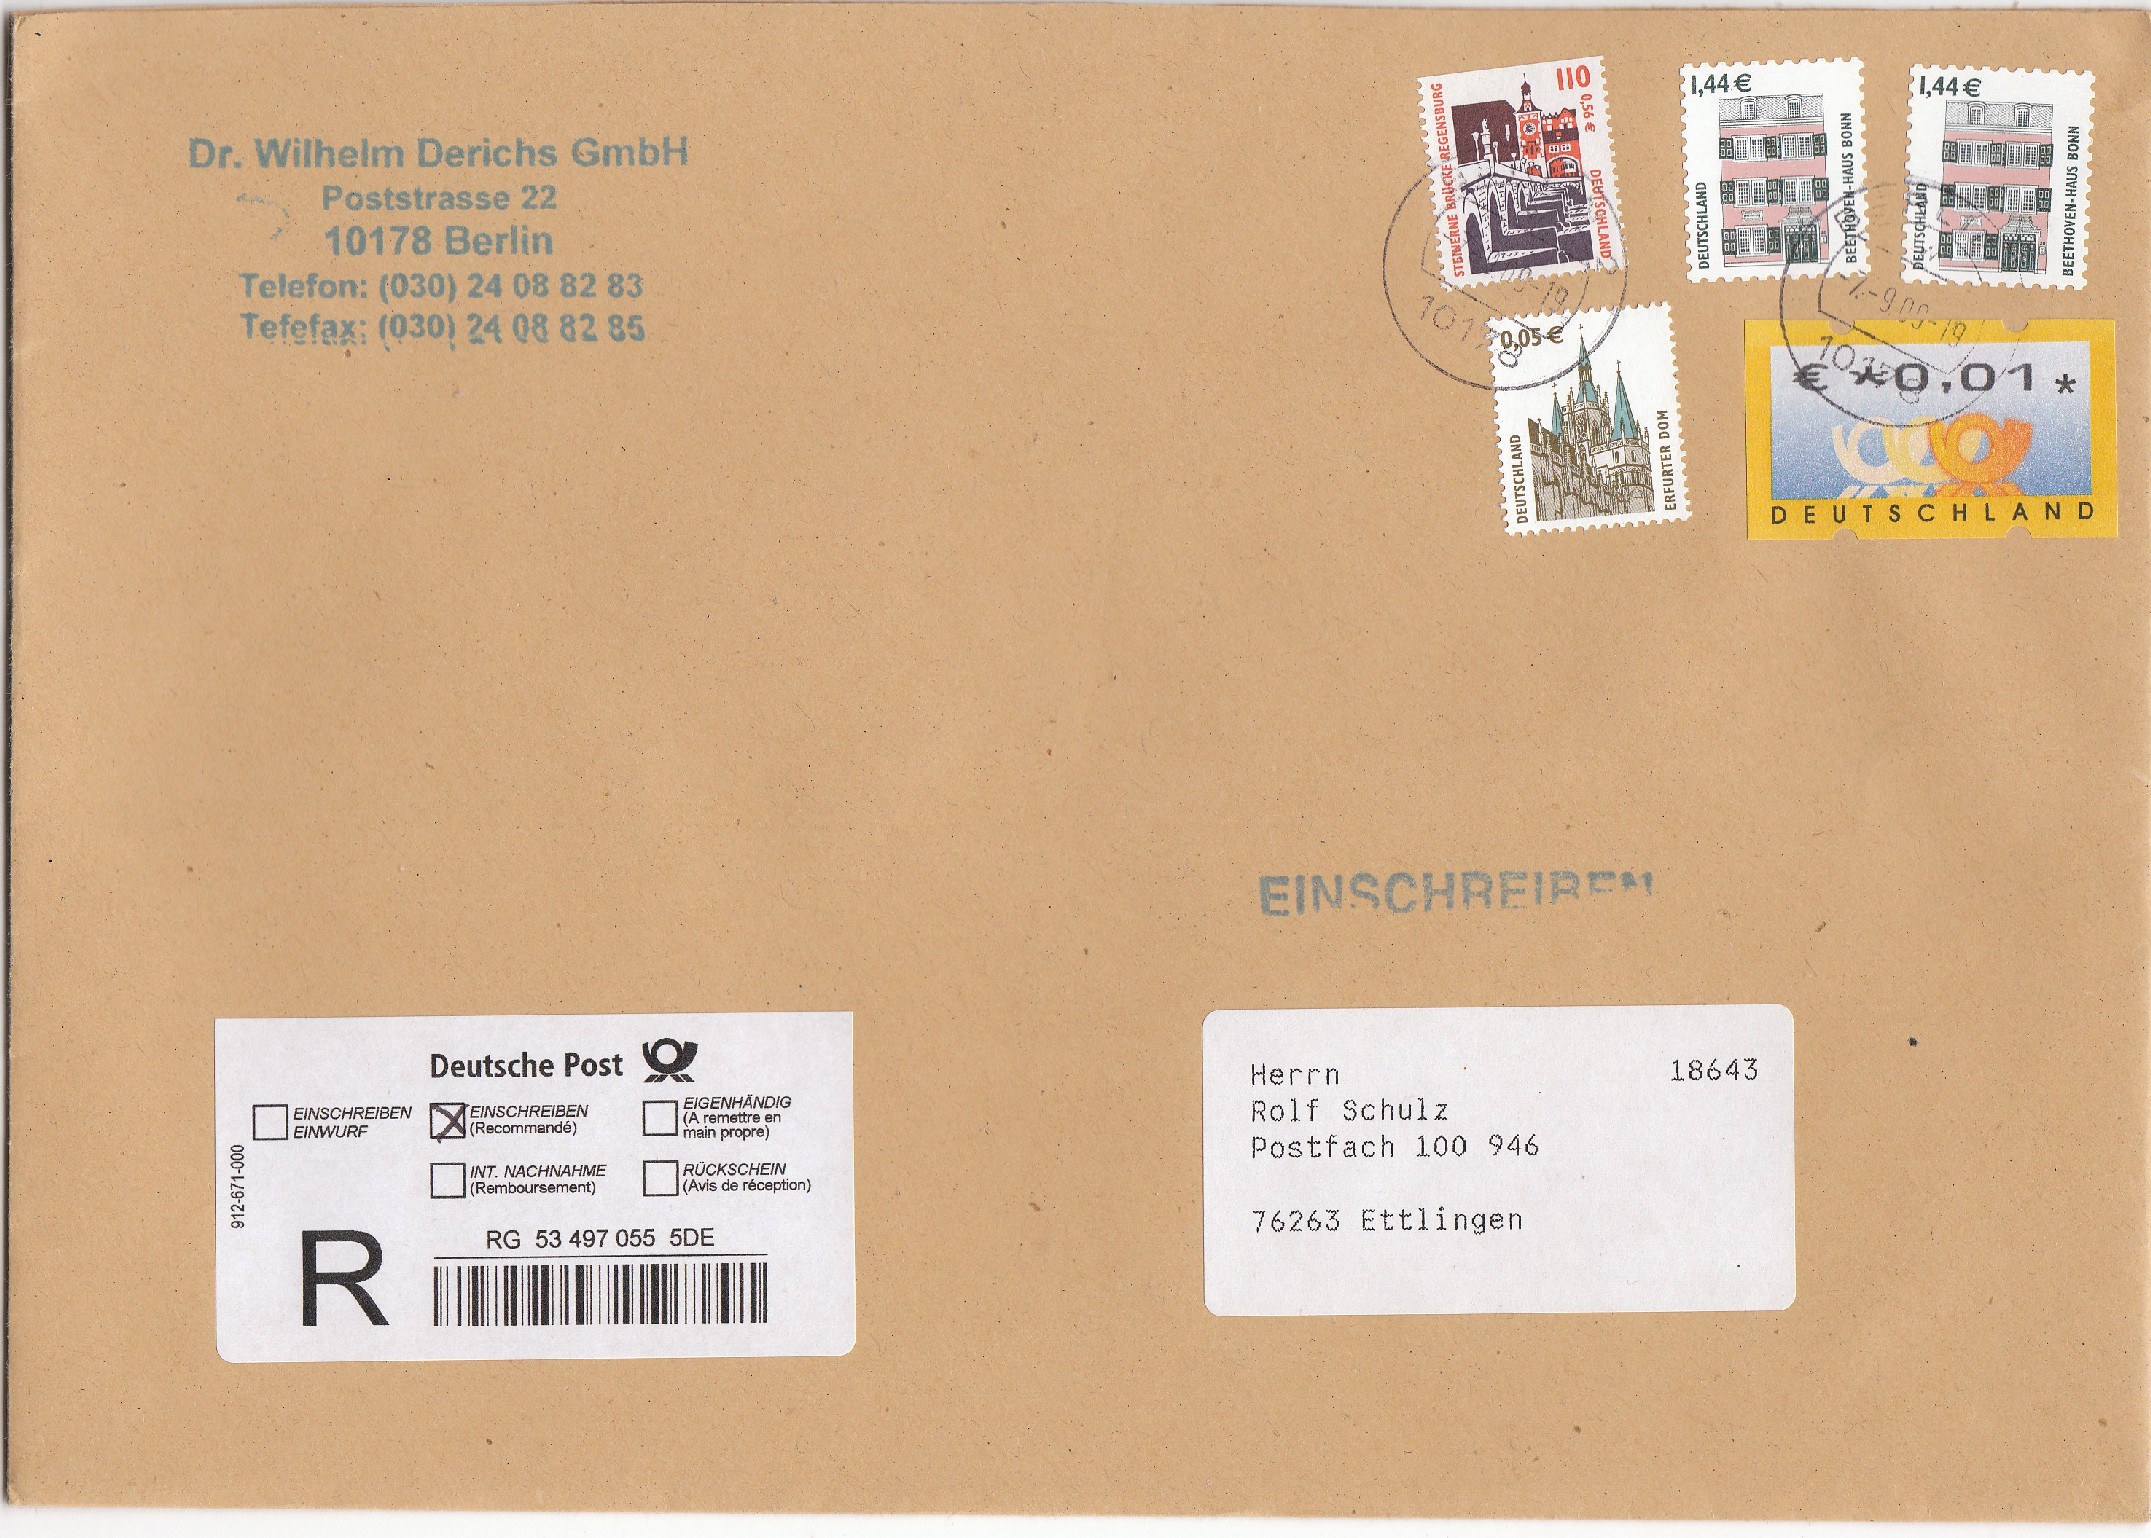 Dr. Wilhelm Derichs GmbH
Poststrasse 22
10178 Berlin
Telefon: (030) 24 08 82 83
Tefefax: (030) 24 08 82 85
110
0,56 €
STEINERNE BRÜCKE REGENSBURG
DEUTSCHLAND
1,44 €
DEUTSCHLAND
BEETHOVEN-HAUS BONN
1,44 €
DEUTSCHLAND
BEETHOVEN-HAUS BONN
0,05 €
DEUTSCHLAND
ERFURTER DOM
€ *0,01 *
DEUTSCHLAND
-9.09-19
EINSCHREIBEN
Deutsche Post
EINSCHREIBEN
EINWURF
EINSCHREIBEN
(Recommandé)
EIGENHÄNDIG
(A remettre en
main propre)
INT. NACHNAHME
(Remboursement)
RÜCKSCHEIN
(Avis de réception)
912-671-000
R
RG 53 497 055 5DE
Herrn 18643
Rolf Schulz
Postfach 100 946
76263 Ettlingen